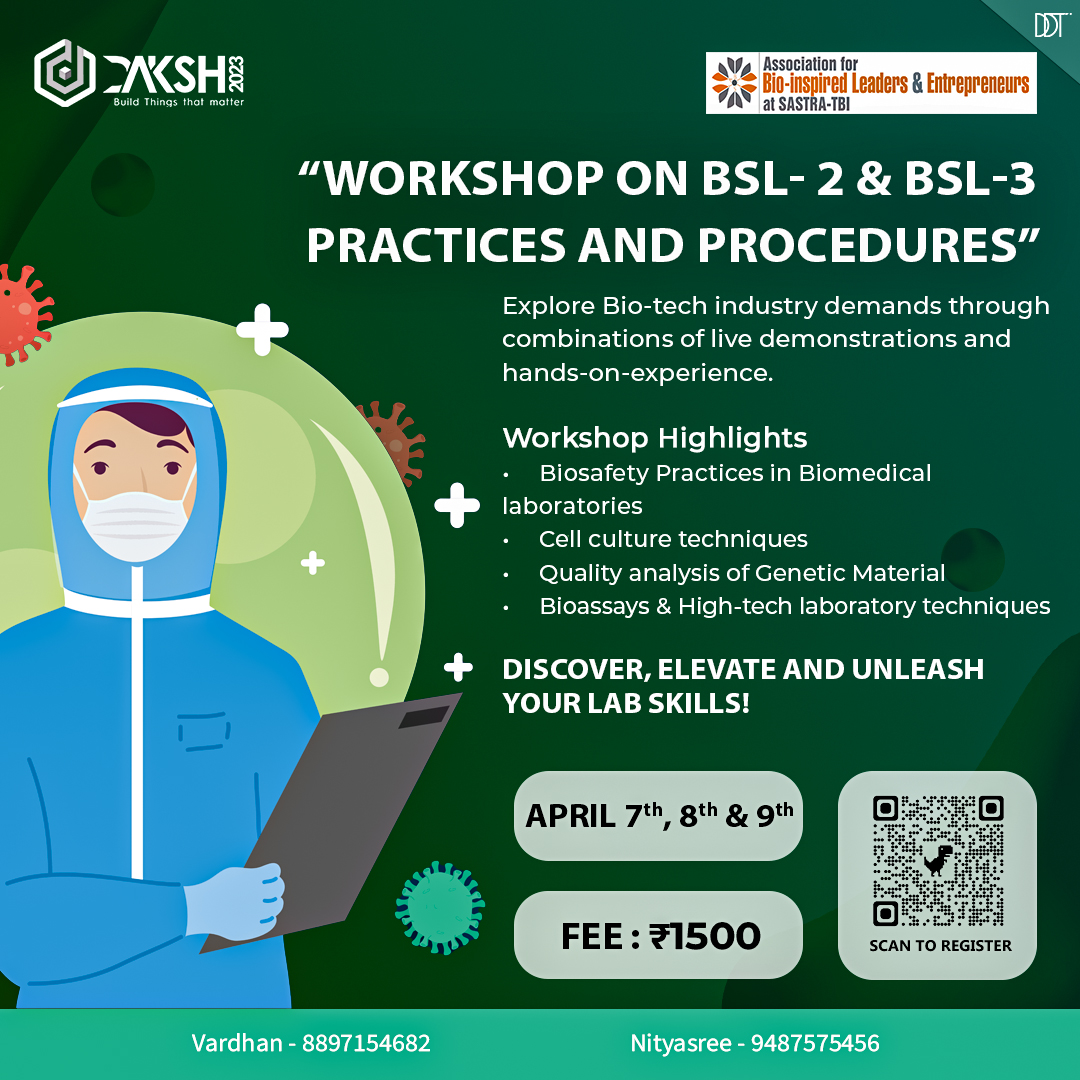 DAKSH 2023
Build Things that matter
DDT
Association for
Bio-inspired Leaders & Entrepreneurs
at SASTRA-TBI
“WORKSHOP ON BSL- 2 & BSL-3
PRACTICES AND PROCEDURES”
Explore Bio-tech industry demands through
combinations of live demonstrations and
hands-on-experience.
Workshop Highlights
• Biosafety Practices in Biomedical
laboratories
• Cell culture techniques
• Quality analysis of Genetic Material
• Bioassays & High-tech laboratory techniques
DISCOVER, ELEVATE AND UNLEASH
YOUR LAB SKILLS!
APRIL 7th, 8th & 9th
FEE : ₹1500
SCAN TO REGISTER
Vardhan - 8897154682
Nityasree - 9487575456